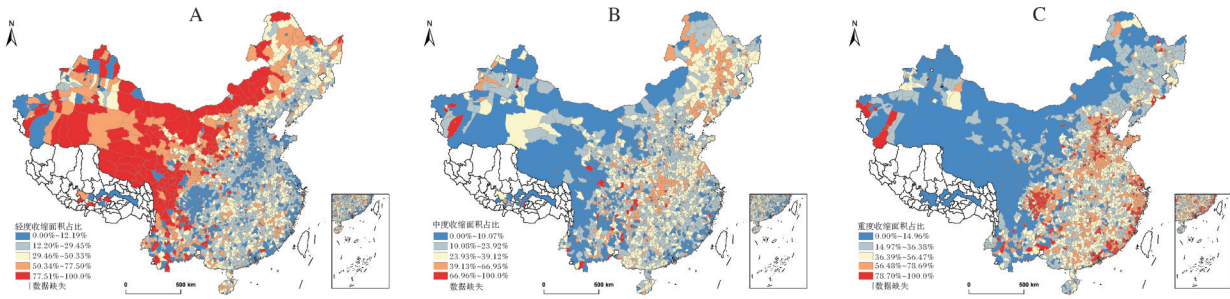 A
N
轻度收缩面积占比
0.00%~12.19%
12.20%~29.45%
29.46%~50.33%
50.34%~77.50%
77.51%~100.0%
数据缺失
0 500 km
B
N
中度收缩面积占比
0.00%~10.07%
10.08%~23.92%
23.93%~39.12%
39.13%~66.95%
66.96%~100.0%
数据缺失
0 500 km
C
N
重度收缩面积占比
0.00%~14.96%
14.97%~36.38%
36.39%~56.47%
56.48%~78.69%
78.70%~100.0%
数据缺失
0 500 km